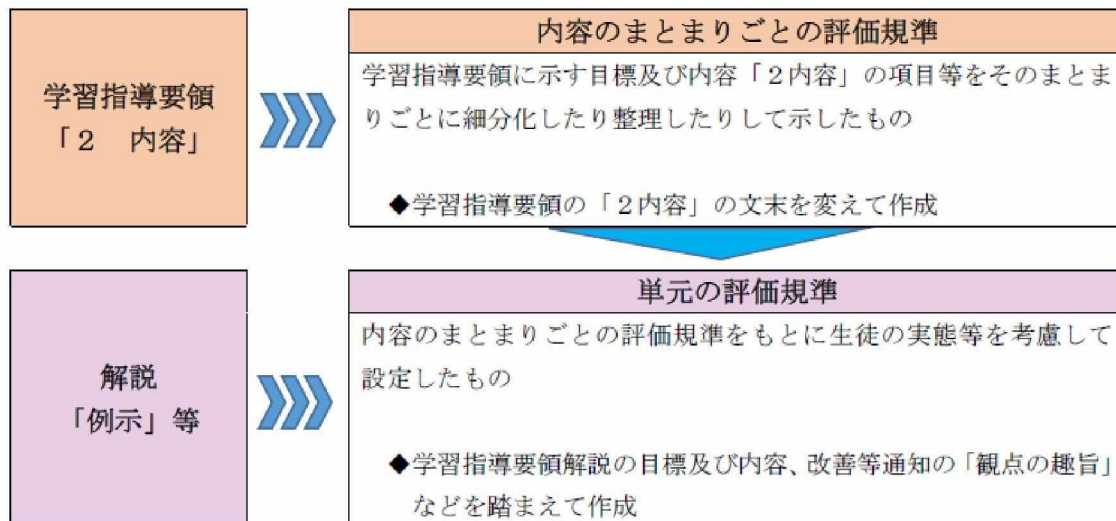 学習指導要領
「２　内容」
内容のまとまりごとの評価規準
学習指導要領に示す目標及び内容「２内容」の項目等をそのまとま
りごとに細分化したり整理したりして示したもの
◆学習指導要領の「２内容」の文末を変えて作成
解説
「例示」等
単元の評価規準
内容のまとまりごとの評価規準をもとに生徒の実態等を考慮して
設定したもの
◆学習指導要領解説の目標及び内容、改善等通知の「観点の趣旨」
などを踏まえて作成